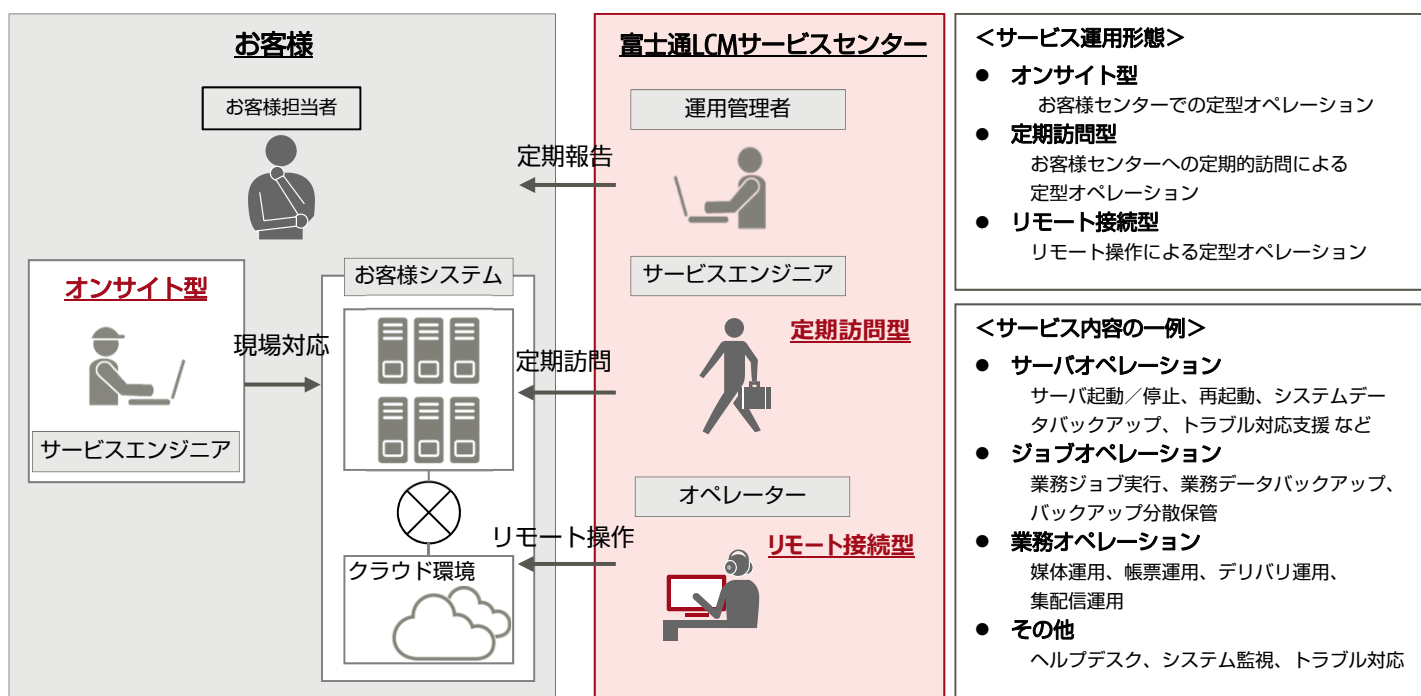 お客様
お客様担当者
オンサイト型
サービスエンジニア
現場対応
お客様システム
クラウド環境
定期報告
定期訪問
リモート操作
富士通LCMサービスセンター
運用管理者
サービスエンジニア
定期訪問型
オペレーター
リモート接続型
＜サービス運用形態＞
● オンサイト型
お客様センターでの定型オペレーション
● 定期訪問型
お客様センターへの定期的訪問による
定型オペレーション
● リモート接続型
リモート操作による定型オペレーション
＜サービス内容の一例＞
● サーバオペレーション
サーバ起動／停止、再起動、システムデー
タバックアップ、トラブル対応支援 など
● ジョブオペレーション
業務ジョブ実行、業務データバックアップ、
バックアップ分散保管
● 業務オペレーション
媒体運用、帳票運用、デリバリ運用、
集配信運用
● その他
ヘルプデスク、システム監視、トラブル対応